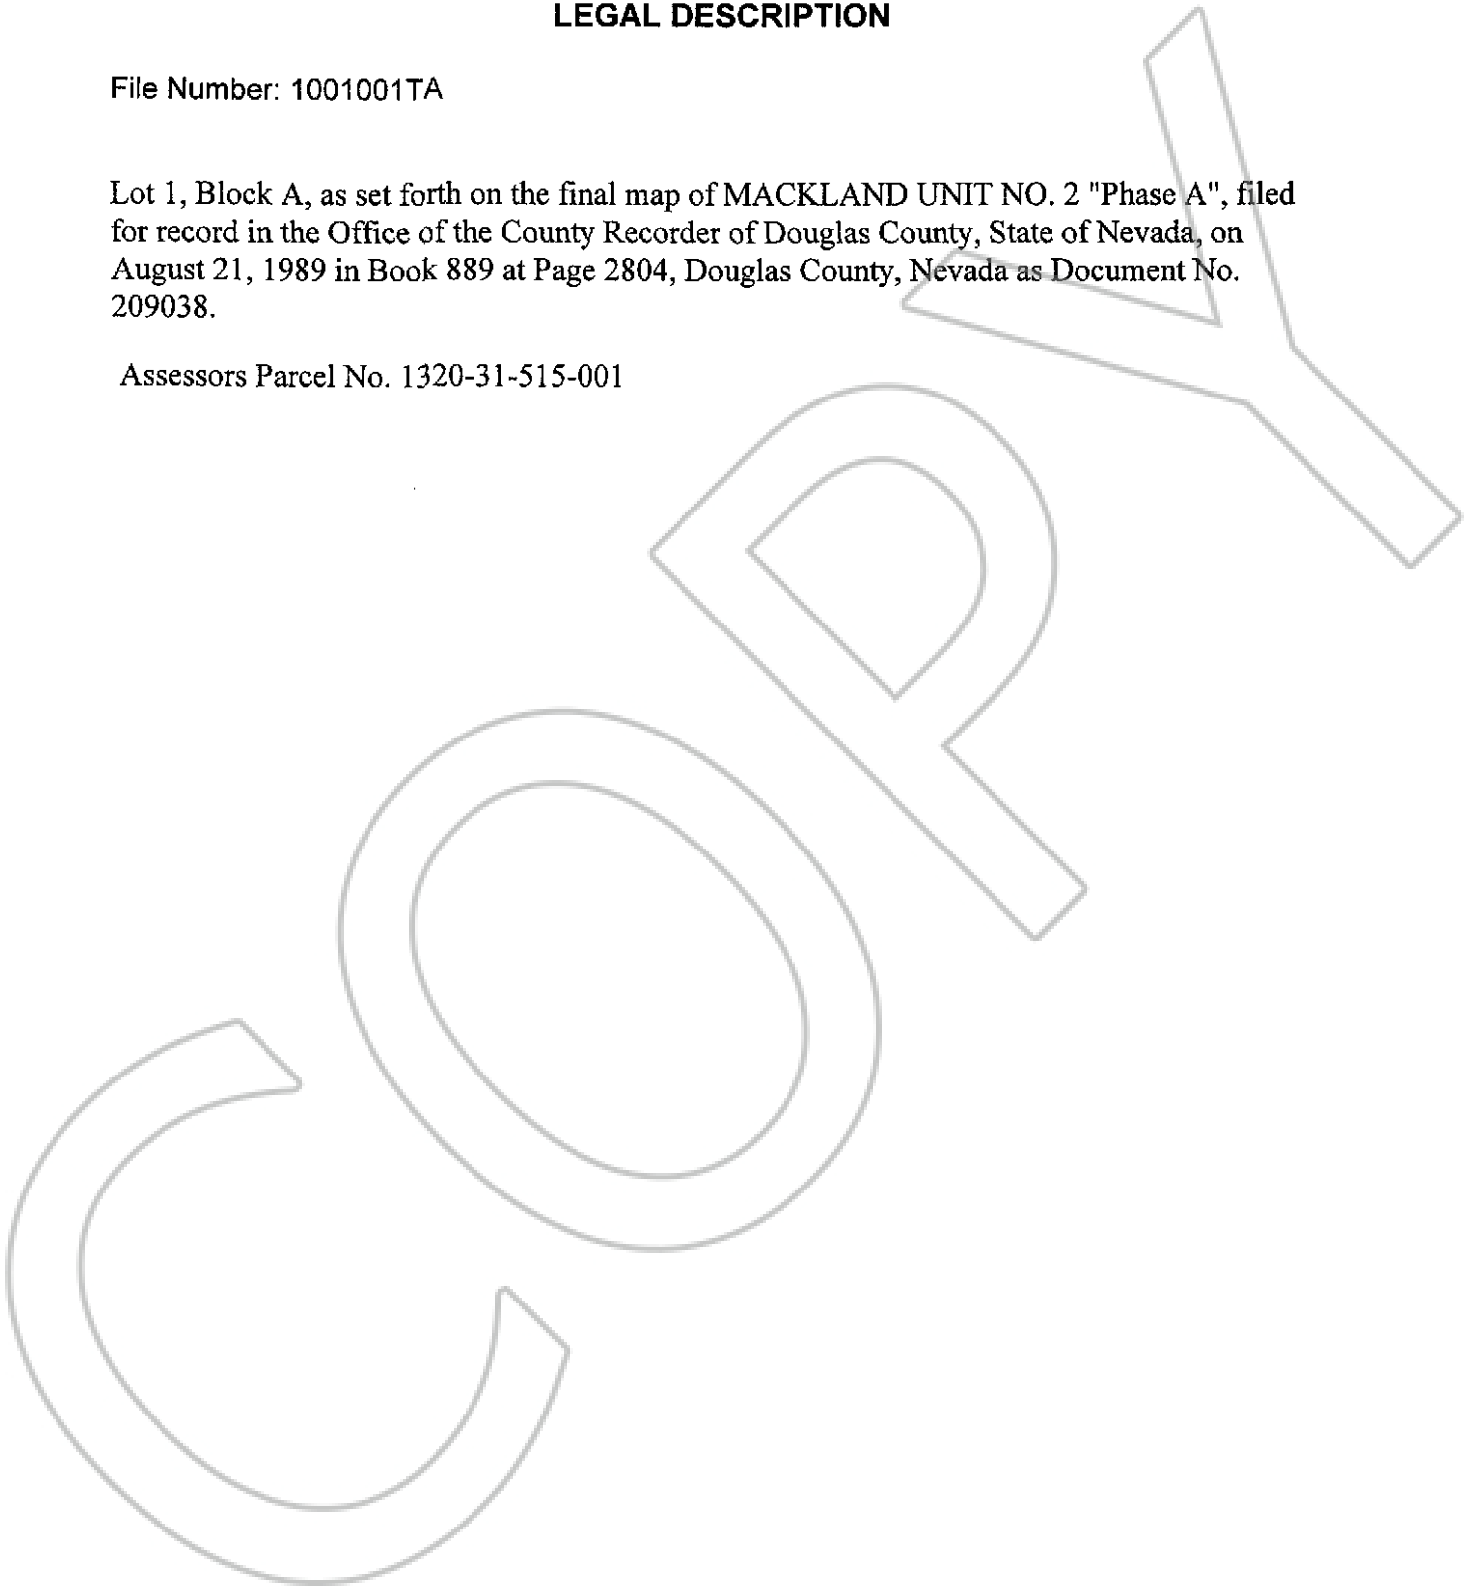 LEGAL DESCRIPTION
File Number: 1001001TA
Lot 1, Block A, as set forth on the final map of MACKLAND UNIT NO. 2 "Phase A", filed
for record in the Office of the County Recorder of Douglas County, State of Nevada, on
August 21, 1989 in Book 889 at Page 2804, Douglas County, Nevada as Document No.
209038.
Assessors Parcel No. 1320-31-515-001
COPY